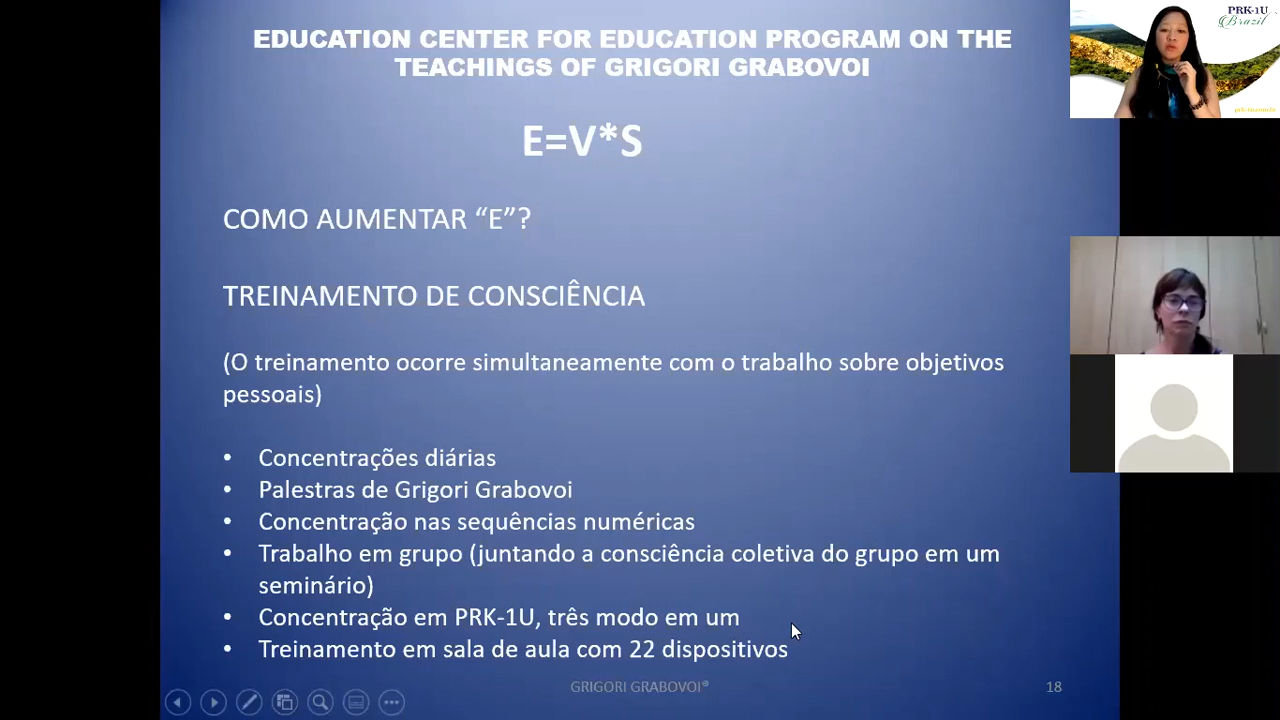 EDUCATION CENTER FOR EDUCATION PROGRAM ON THE
TEACHINGS OF GRIGORI GRABOVOI
E=V*S
COMO AUMENTAR “E”?
TREINAMENTO DE CONSCIÊNCIA
(O treinamento ocorre simultaneamente com o trabalho sobre objetivos
pessoais)
• Concentrações diárias
• Palestras de Grigori Grabovoi
• Concentração nas sequências numéricas
• Trabalho em grupo (juntando a consciência coletiva do grupo em um
seminário)
• Concentração em PRK-1U, três modo em um
• Treinamento em sala de aula com 22 dispositivos
GRIGORI GRABOVOI®
18
PRK-1U
Brazil